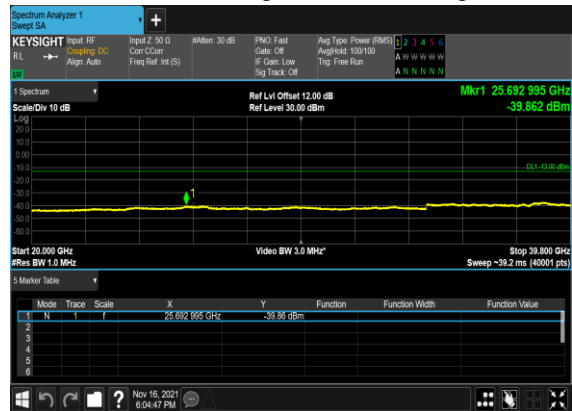 Spectrum Analyzer 1
Swept SA
+
KEYSIGHT Input: RF Input Z: 50 Ω #Atten: 30 dB PNO: Fast Avg Type: Power (RMS) 1 2 3 4 5 6
RL Coupling: DC Corr CCorr Gate: Off Avg|Hold: 100/100 A W W W W W
Align: Auto Freq Ref: Int (S) IF Gain: Low Trig: Free Run
LW Sig Track: Off A N N N N N
1 Spectrum Ref Lvl Offset 12.00 dB Mkr1 25.692 995 GHz
Scale/Div 10 dB Ref Level 30.00 dBm -39.862 dBm
Log
20.0
10.0
0.00
-10.0 DL1 -13.00 dBm
-20.0
-30.0 1
-40.0
-50.0
-60.0
Start 20.000 GHz Video BW 3.0 MHz* Stop 39.800 GHz
#Res BW 1.0 MHz Sweep ~39.2 ms (40001 pts)
5 Marker Table
Mode Trace Scale X Y Function Function Width Function Value
1 N 1 f 25.692 995 GHz -39.86 dBm
2
3
4
5
6
? Nov 16, 2021
6:04:47 PM